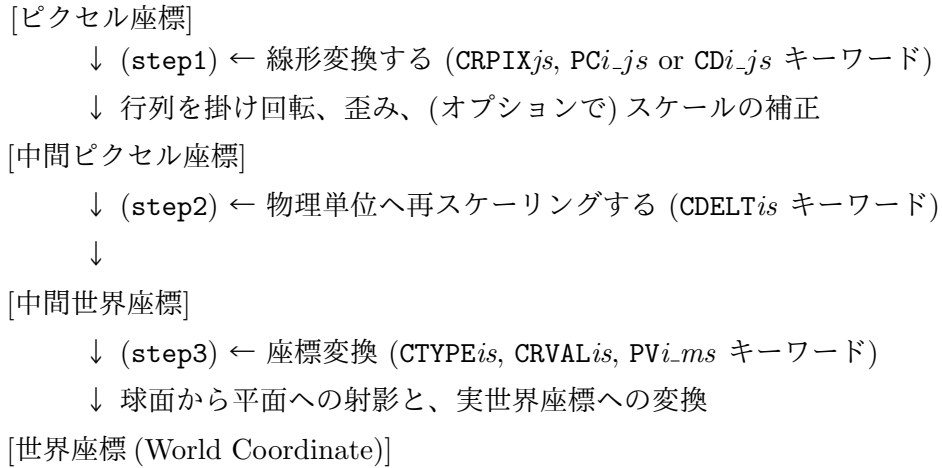 [ピクセル座標]
↓ (step1) ← 線形変換する (CRPIXjs, PCi_js or CDi_js キーワード)
↓ 行列を掛け回転、歪み、(オプションで) スケールの補正
[中間ピクセル座標]
↓ (step2) ← 物理単位へ再スケーリングする (CDELTis キーワード)
↓
[中間世界座標]
↓ (step3) ← 座標変換 (CTYPEis, CRVALis, PVi_ms キーワード)
↓ 球面から平面への射影と、実世界座標への変換
[世界座標 (World Coordinate)]